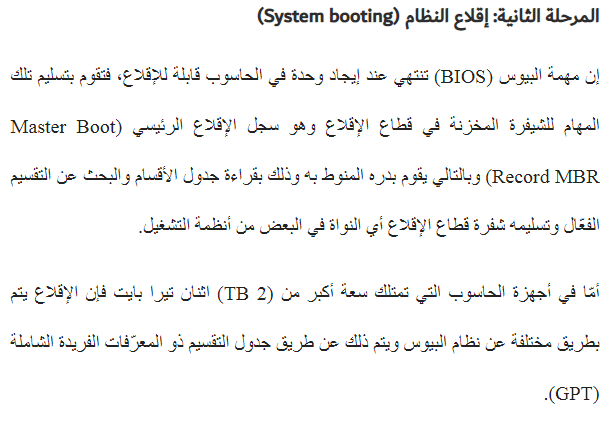 المرحلة الثانية: إقلاع النظام (System booting)
إن مهمة البيوس (BIOS) تنتهي عند إيجاد وحدة في الحاسوب قابلة للإقلاع، فتقوم بتسليم تلك
المهام للشيفرة المخزنة في قطاع الإقلاع وهو سجل الإقلاع الرئيسي (Master Boot
Record MBR) وبالتالي يقوم بدره المنوط به وذلك بقراءة جدول الأقسام والبحث عن التقسيم
الفعّال وتسليمه شفرة قطاع الإقلاع أي النواة في البعض من أنظمة التشغيل.
أمّا في أجهزة الحاسوب التي تمتلك سعة أكبر من (2 TB) اثنان تيرا بايت فإن الإقلاع يتم
بطريق مختلفة عن نظام البيوس ويتم ذلك عن طريق جدول التقسيم ذو المعرّفات الفريدة الشاملة
(GPT).